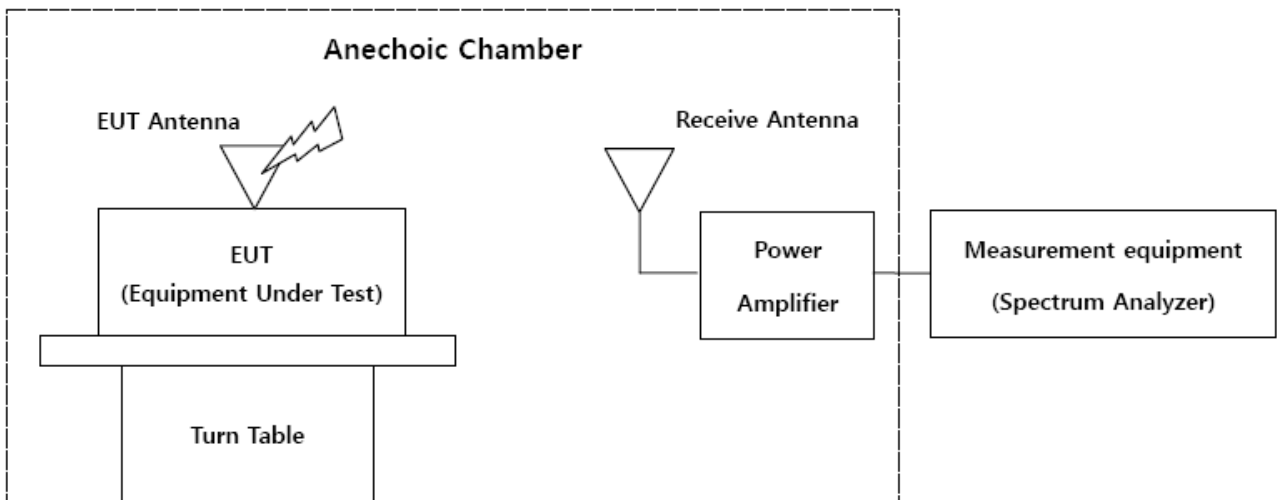 Anechoic Chamber
EUT Antenna
Receive Antenna
EUT
(Equipment Under Test)
Power
Amplifier
Measurement equipment
(Spectrum Analyzer)
Turn Table